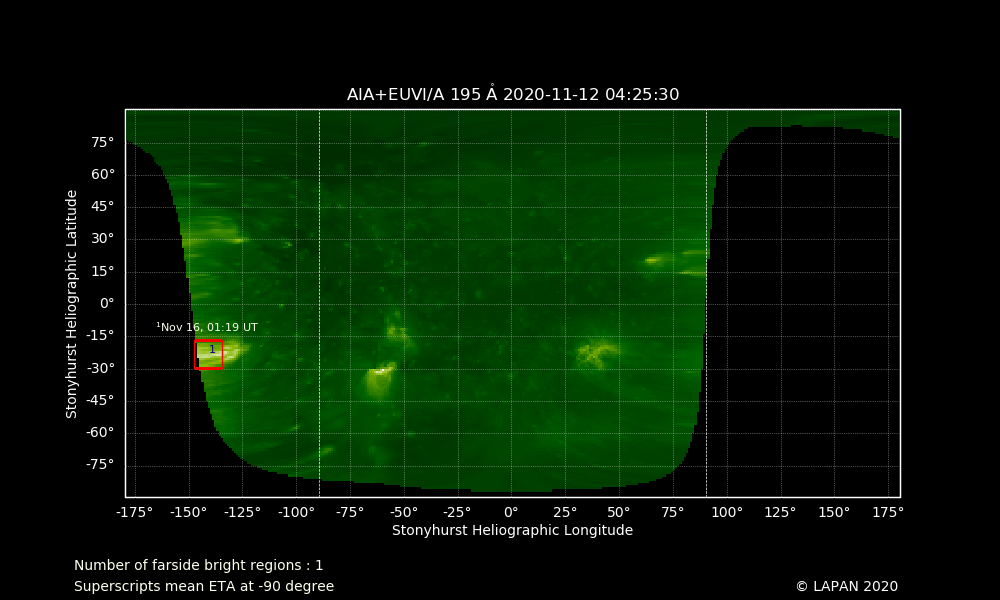 AIA+EUVI/A 195 Å 2020-11-12 04:25:30
75°
60°
45°
30°
15°
0°
-15°
-30°
-45°
-60°
-75°
Stonyhurst Heliographic Latitude
¹Nov 16, 01:19 UT
1
-175° -150° -125° -100° -75° -50° -25° 0° 25° 50° 75° 100° 125° 150° 175°
Stonyhurst Heliographic Longitude
Number of farside bright regions : 1
Superscripts mean ETA at -90 degree
© LAPAN 2020